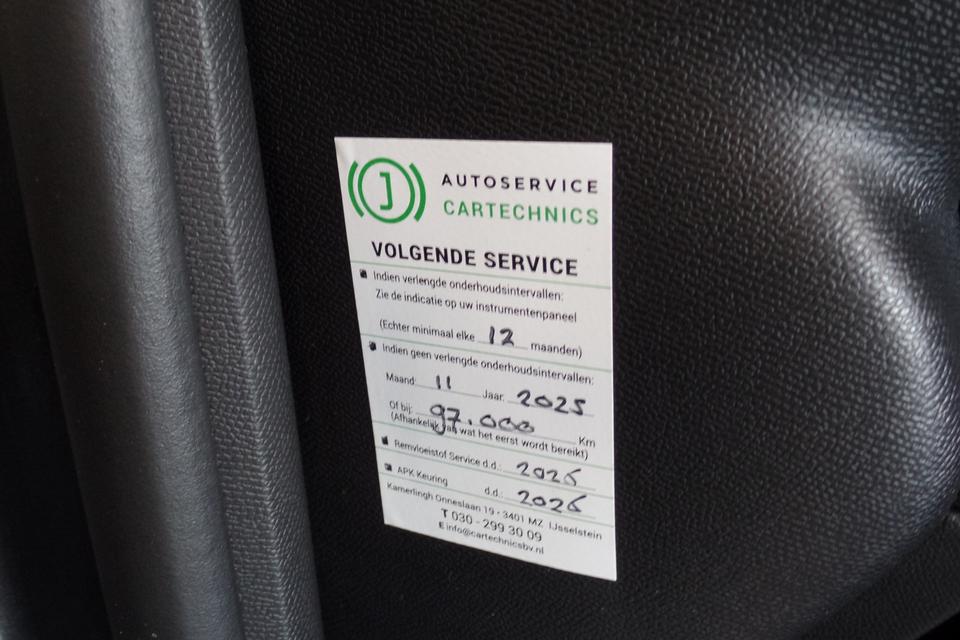 J
AUTOSERVICE
CARTECHNICS
VOLGENDE SERVICE
Indien verlengde onderhoudsintervallen:
Zie de indicatie op uw instrumentenpaneel
(Echter minimaal elke 12 maanden)
Indien geen verlengde onderhoudsintervallen:
Maand: 11 Jaar: 2025
Of bij: 97.000 Km
(Afhankelijk van wat het eerst wordt bereikt)
Remvloeistof Service d.d.: 2026
APK Keuring d.d.: 2026
Kamerlingh Onneslaan 19 - 3401 MZ IJsselstein
T 030 - 299 30 09
E info@cartechnicsbv.nl